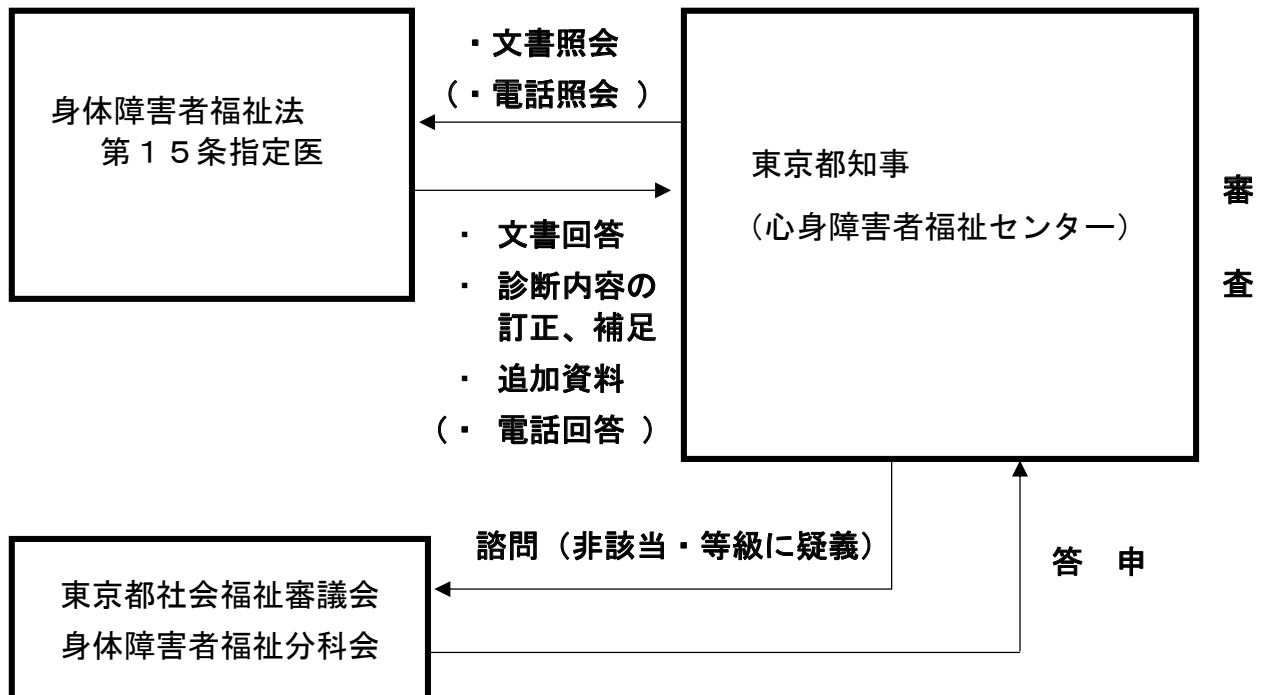 ・文書照会
（・電話照会 ）
身体障害者福祉法
第１５条指定医
東京都知事
（心身障害者福祉センター）
審
査
・ 文書回答
・ 診断内容の
訂正、補足
・ 追加資料
（・ 電話回答 ）
諮問（非該当・等級に疑義）
答 申
東京都社会福祉審議会
身体障害者福祉分科会